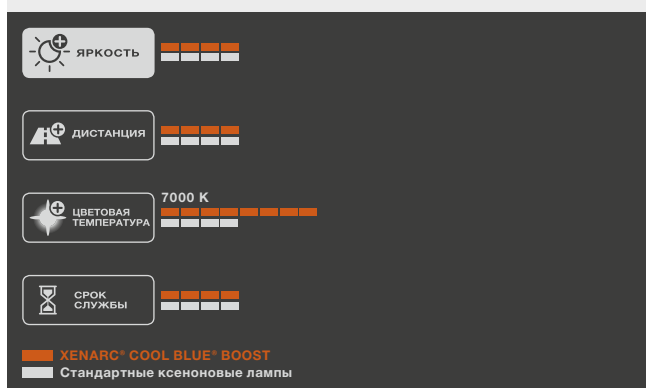 ЯРКОСТЬ
ДИСТАНЦИЯ
7000 K
ЦВЕТОВАЯ
ТЕМПЕРАТУРА
СРОК
СЛУЖБЫ
XENARC® COOL BLUE® BOOST
Стандартные ксеноновые лампы